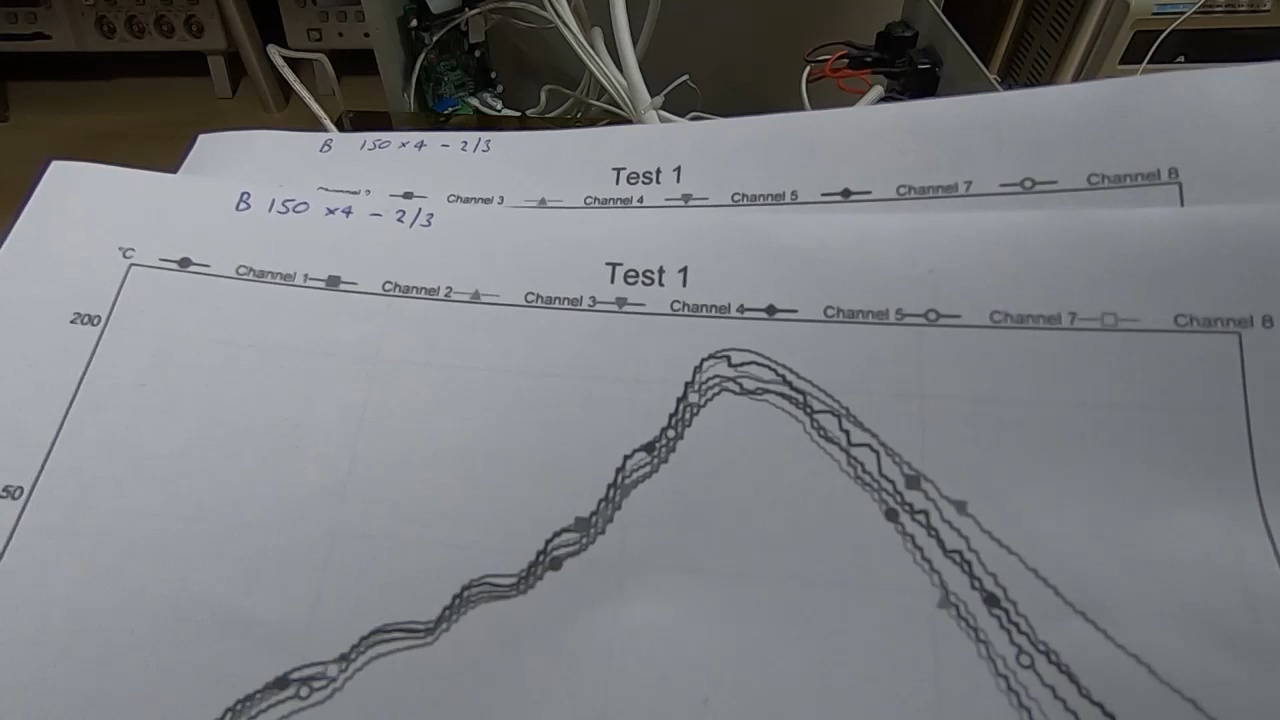 B 150 x 4 - 2/3
Test 1
Channel 3 Channel 4 Channel 5 Channel 7 Channel 8
B 150 x4 - 2/3
Test 1
°C Channel 1 Channel 2 Channel 3 Channel 4 Channel 5 Channel 7 Channel 8
200
50